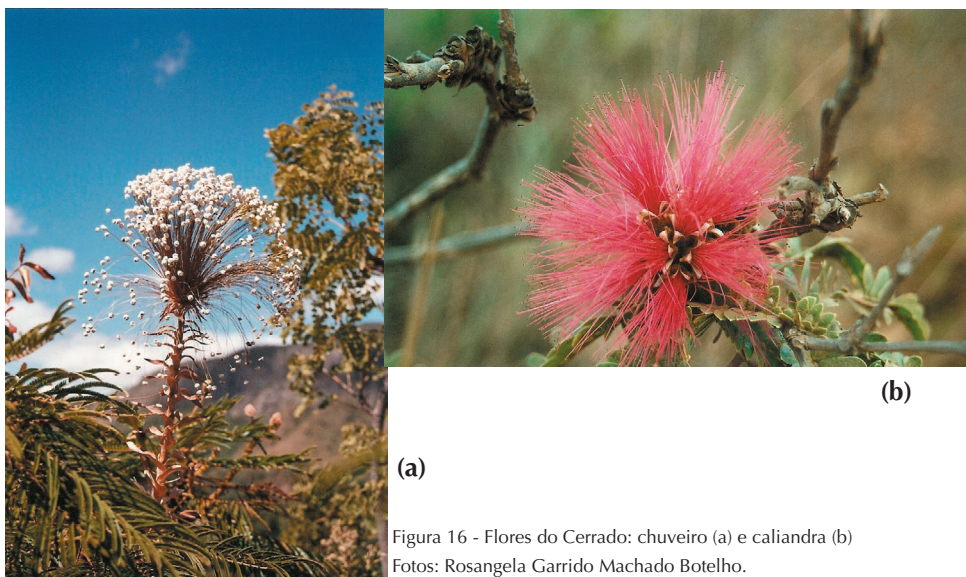 (b)
(a)
Figura 16 - Flores do Cerrado: chuveiro (a) e caliandra (b)
Fotos: Rosangela Garrido Machado Botelho.